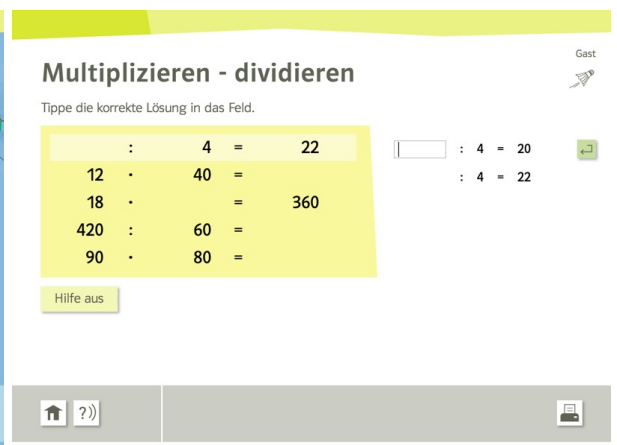 Gast
Multiplizieren - dividieren
Tippe die korrekte Lösung in das Feld.
: 4 = 22
12 · 40 =
18 · = 360
420 : 60 =
90 · 80 =
: 4 = 20
: 4 = 22
Hilfe aus
?))